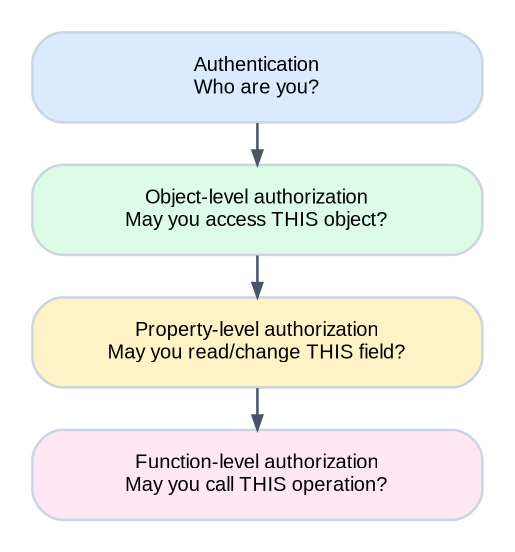 Authentication
Who are you?
Object-level authorization
May you access THIS object?
Property-level authorization
May you read/change THIS field?
Function-level authorization
May you call THIS operation?